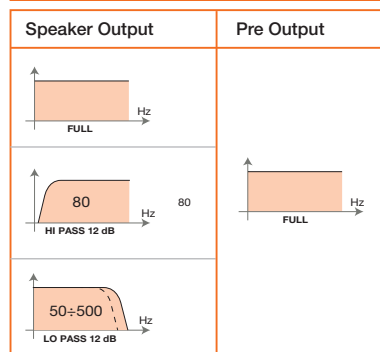 Speaker Output
Pre Output
Hz
FULL
80
Hz
HI PASS 12 dB
80
50÷500
Hz
LO PASS 12 dB
Hz
FULL